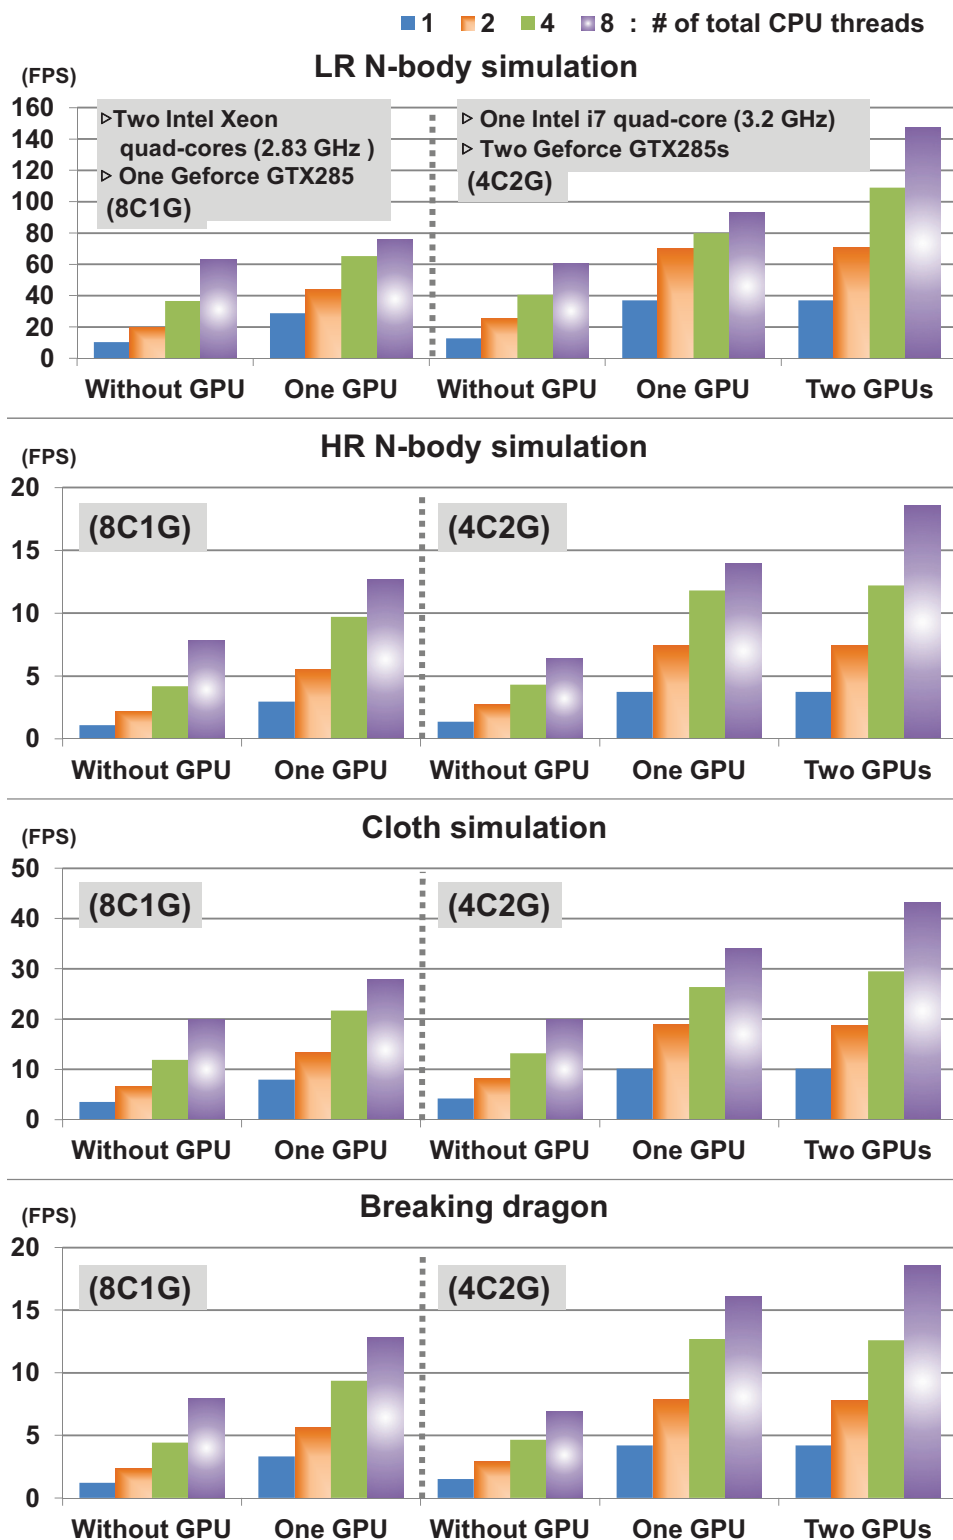 1 2 4 8 : # of total CPU threads
LR N-body simulation
(FPS)
160
140
120
100
80
60
40
20
0
▹Two Intel Xeon
quad-cores (2.83 GHz )
▹ One Geforce GTX285
(8C1G)
▹ One Intel i7 quad-core (3.2 GHz)
▹ Two Geforce GTX285s
(4C2G)
Without GPU One GPU Without GPU One GPU Two GPUs
HR N-body simulation
(FPS)
20
15
10
5
0
(8C1G)
(4C2G)
Without GPU One GPU Without GPU One GPU Two GPUs
Cloth simulation
(FPS)
50
40
30
20
10
0
(8C1G)
(4C2G)
Without GPU One GPU Without GPU One GPU Two GPUs
Breaking dragon
(FPS)
20
15
10
5
0
(8C1G)
(4C2G)
Without GPU One GPU Without GPU One GPU Two GPUs